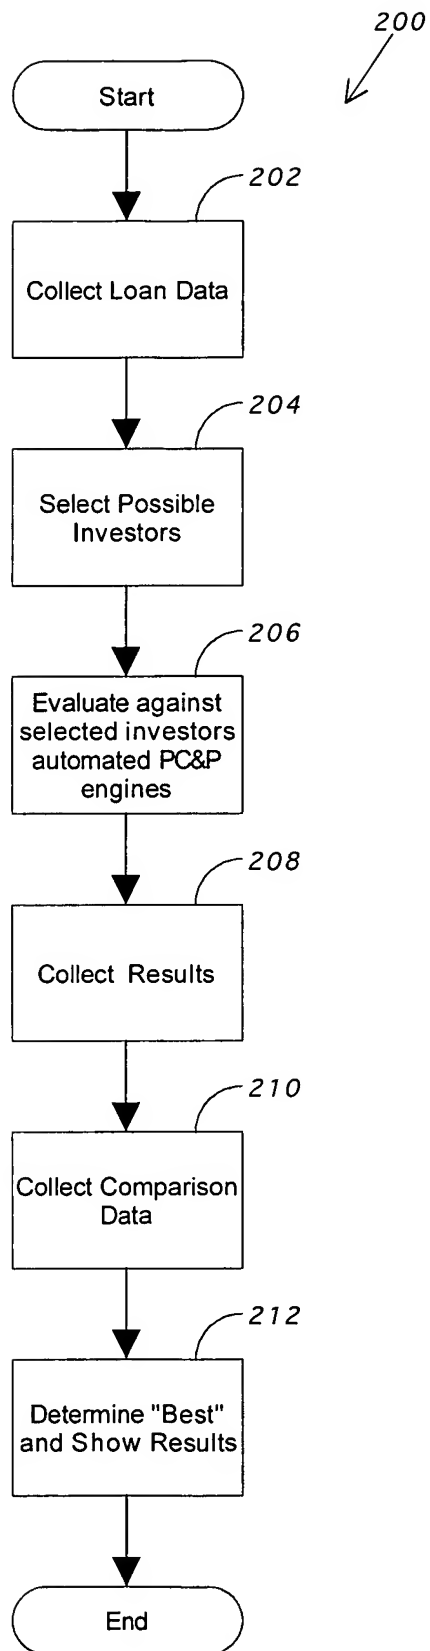 200
Start
202
Collect Loan Data
204
Select Possible
Investors
206
Evaluate against
selected investors
automated PC&P
engines
208
Collect Results
210
Collect Comparison
Data
212
Determine "Best"
and Show Results
End